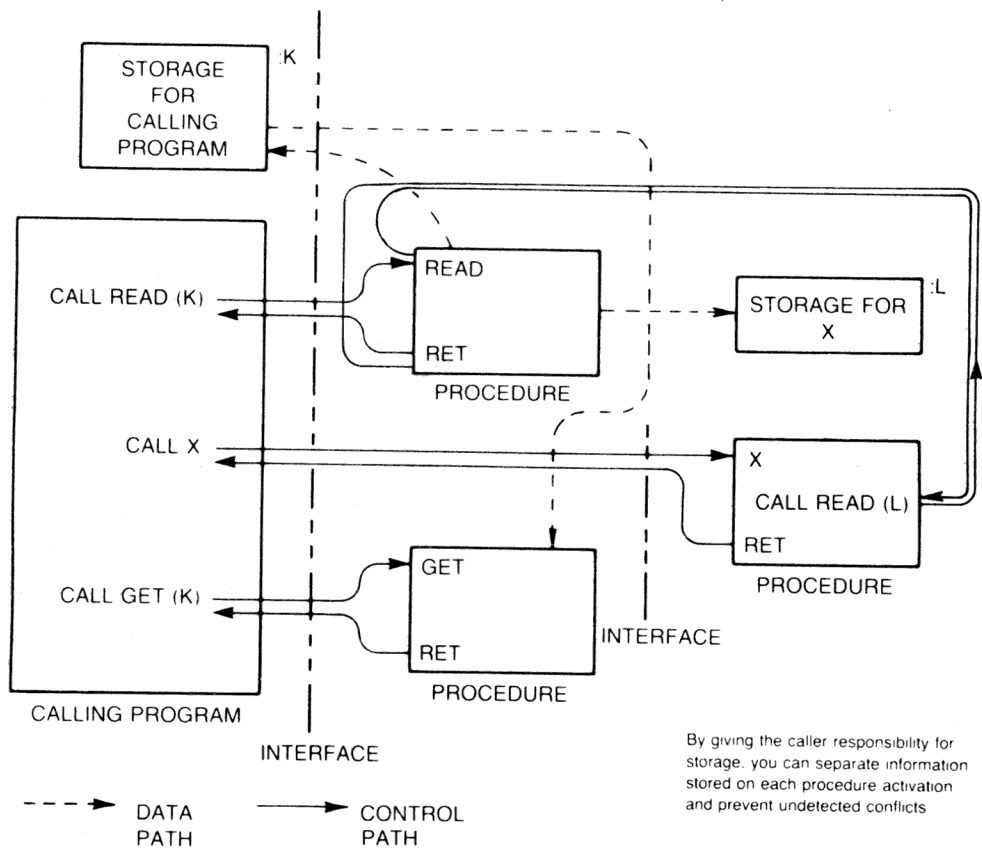 :K
STORAGE
FOR
CALLING
PROGRAM
READ
CALL READ (K)
:L
STORAGE FOR
X
RET
PROCEDURE
CALL X
X
CALL READ (L)
RET
PROCEDURE
GET
CALL GET (K)
RET
INTERFACE
PROCEDURE
CALLING PROGRAM
INTERFACE
By giving the caller responsibility for
storage. you can separate information
stored on each procedure activation
and prevent undetected conflicts
DATA
PATH
CONTROL
PATH